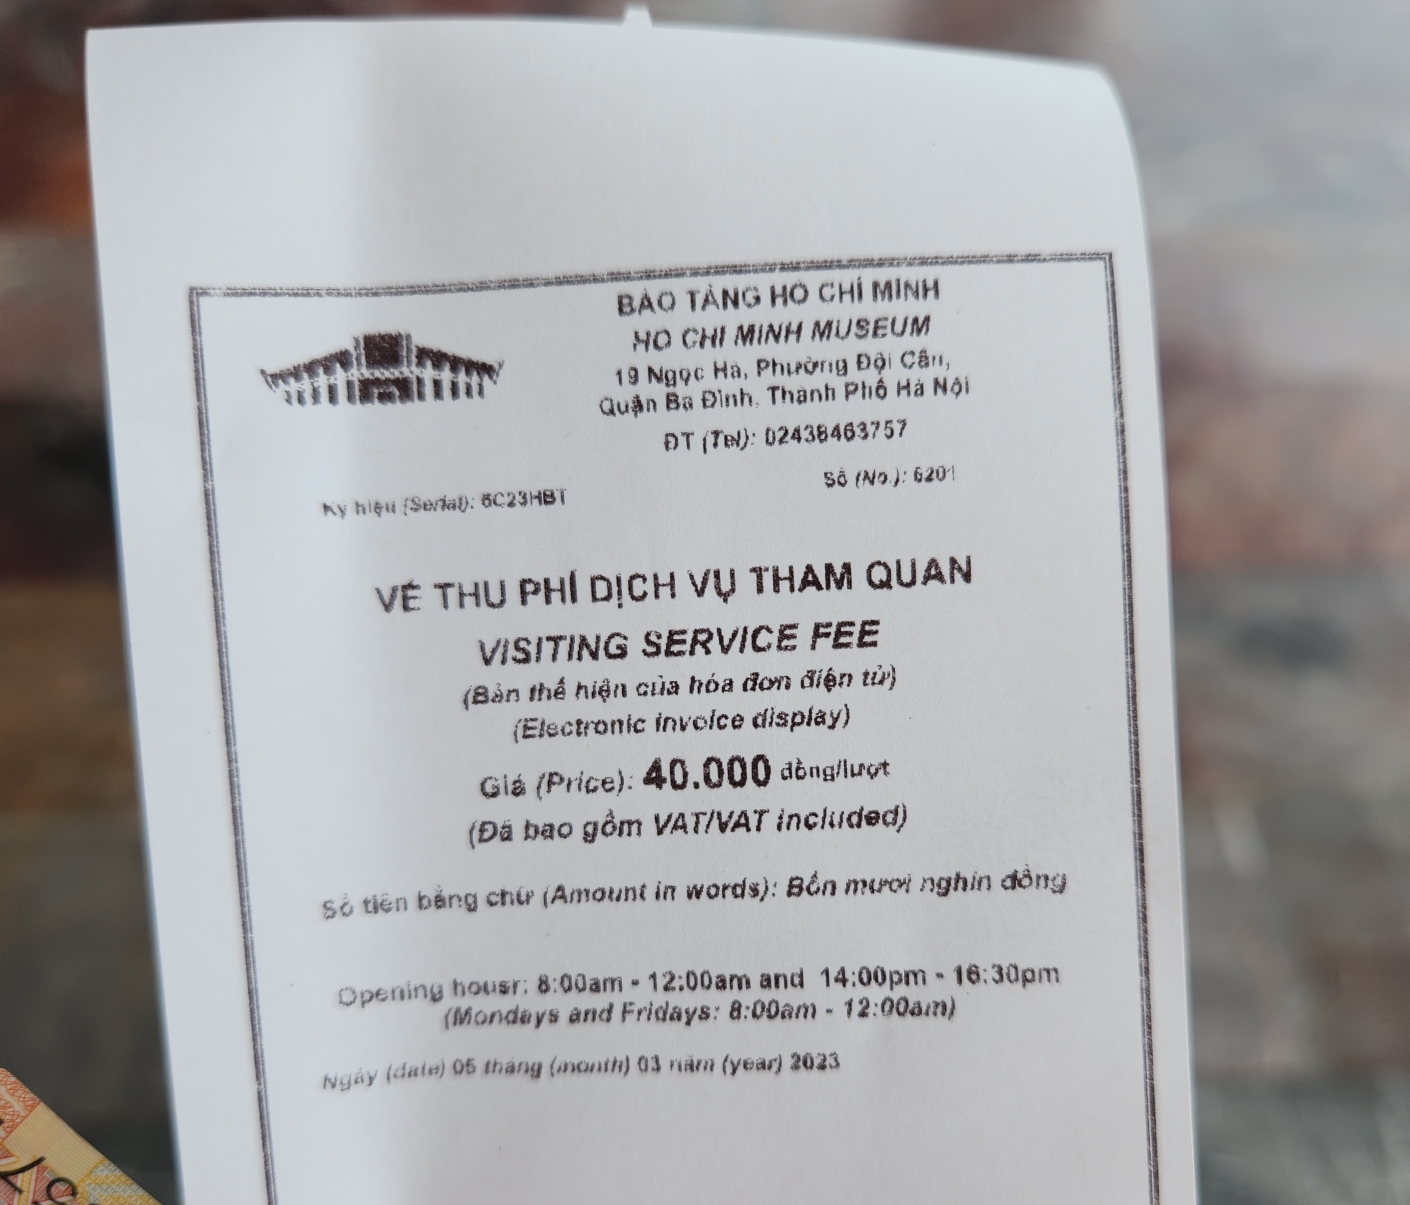 BẢO TÀNG HỒ CHÍ MINH
HO CHI MINH MUSEUM
19 Ngọc Hà, Phường Đội Cấn,
Quận Ba Đình, Thành Phố Hà Nội
ĐT (Tel): 02438463757
Số (No.): 6201
Ký hiệu (Serial): 5C23HBT
VÉ THU PHÍ DỊCH VỤ THAM QUAN
VISITING SERVICE FEE
(Bản thể hiện của hóa đơn điện tử)
(Electronic invoice display)
Giá (Price): 40.000 đồng/lượt
(Đã bao gồm VAT/VAT included)
Số tiền bằng chữ (Amount in words): Bốn mươi nghìn đồng
Opening housr: 8:00am - 12:00am and 14:00pm - 16:30pm
(Mondays and Fridays: 8:00am - 12:00am)
Ngày (date) 05 tháng (month) 03 năm (year) 2023